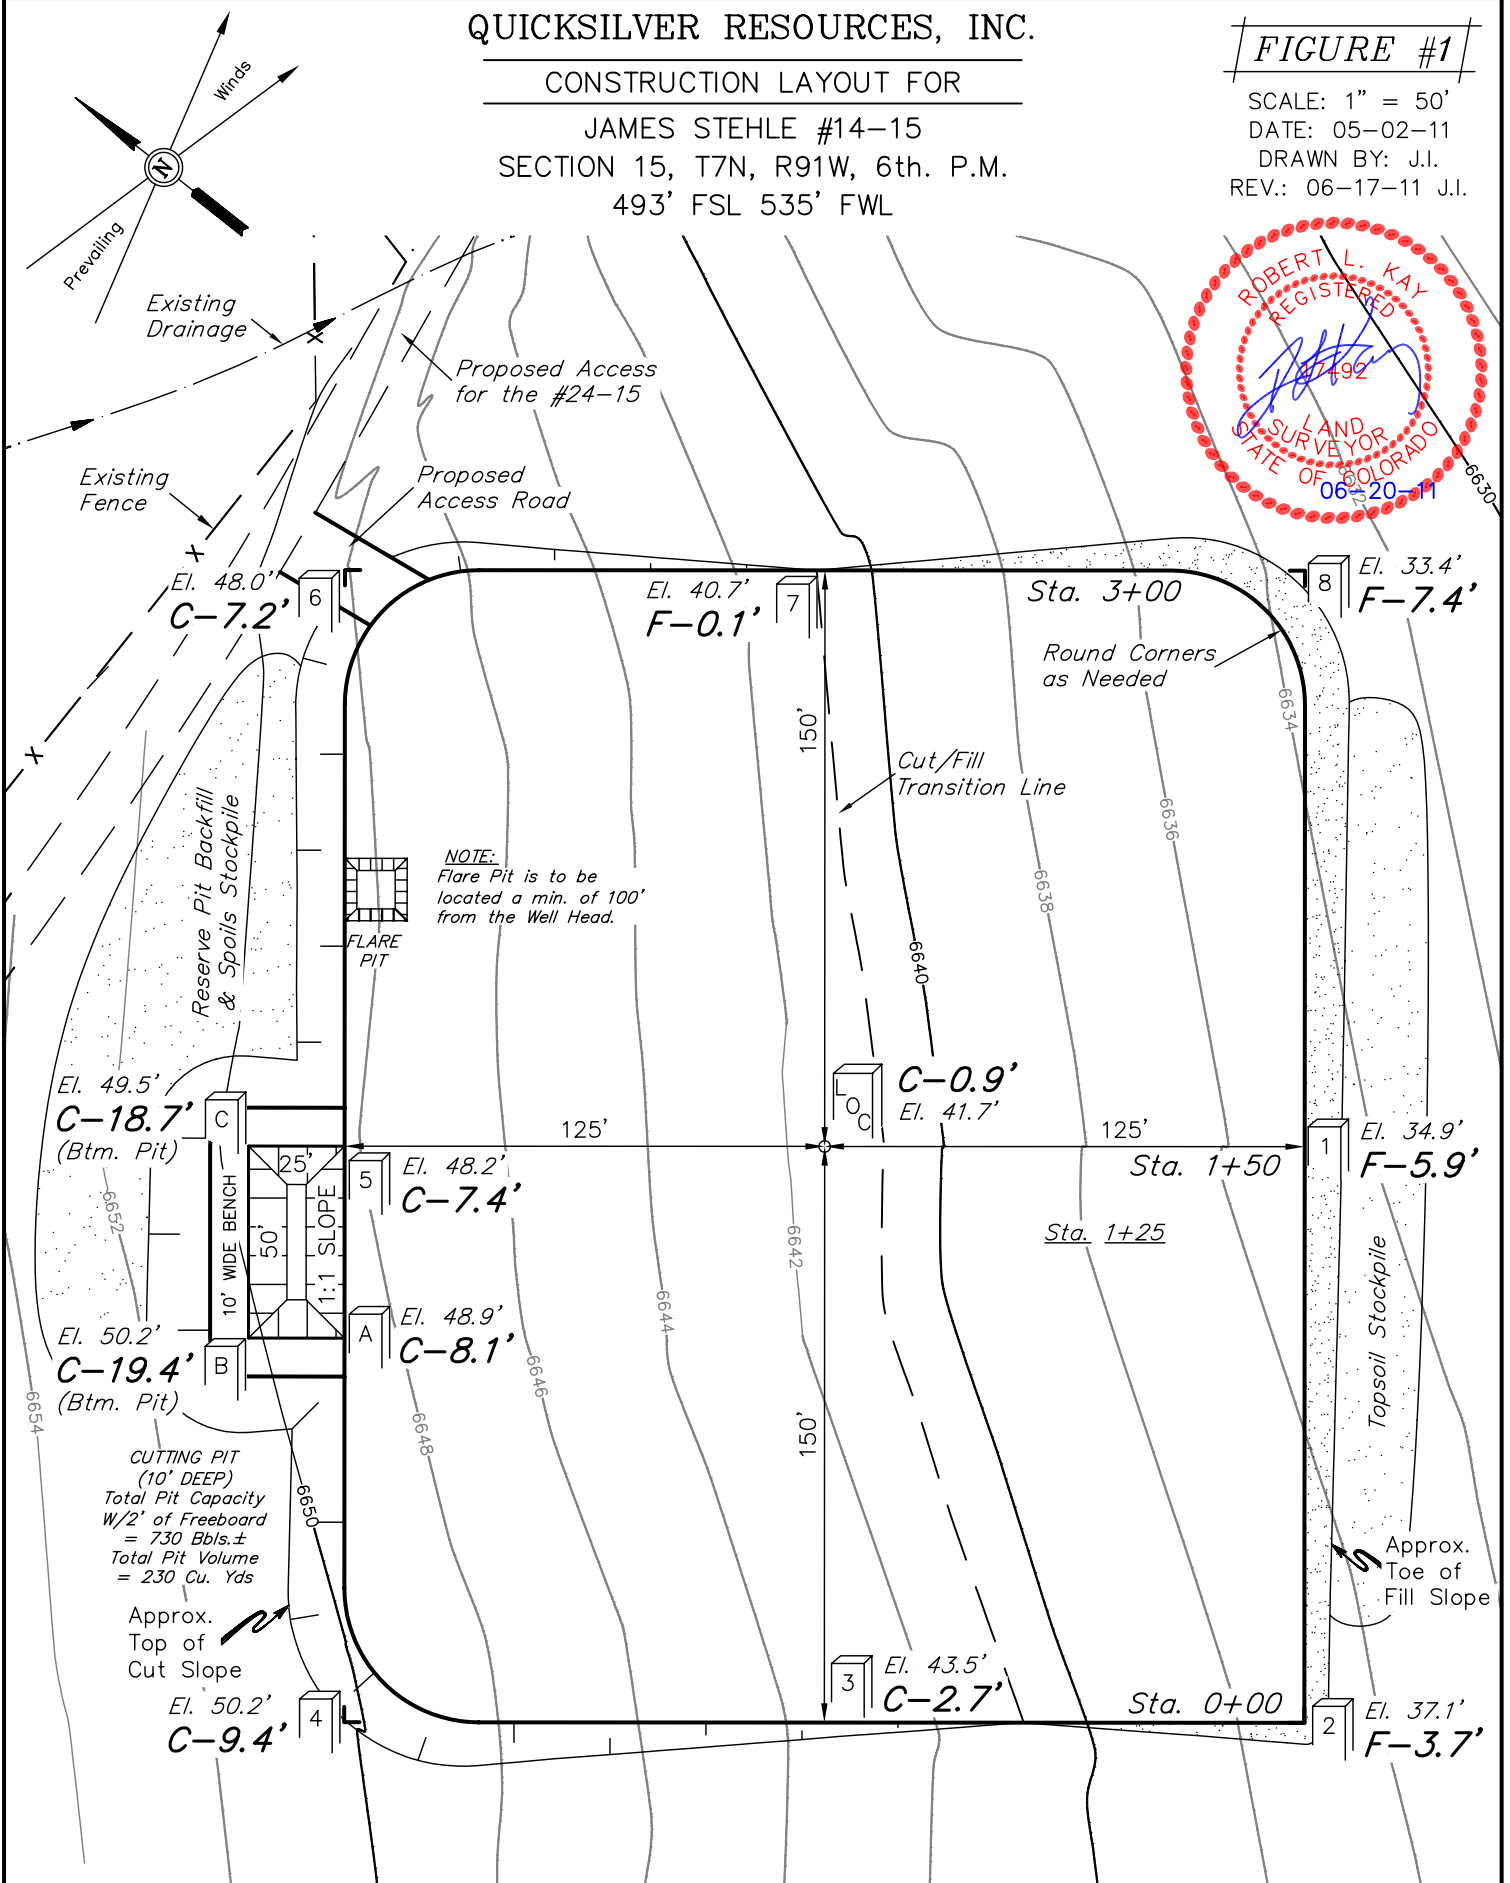 QUICKSILVER RESOURCES, INC.
CONSTRUCTION LAYOUT FOR
JAMES STEHLE #14-15
SECTION 15, T7N, R91W, 6th. P.M.
493' FSL 535' FWL
FIGURE #1
SCALE: 1" = 50'
DATE: 05-02-11
DRAWN BY: J.I.
REV.: 06-17-11 J.I.
N
Winds
Prevailing
ROBERT L. KAY
REGISTERED
17492
LAND
SURVEYOR
STATE OF COLORADO
06-20-11
Existing
Drainage
Proposed Access
for the #24-15
Existing
Fence
Proposed
Access Road
X
X
X
6630
6632
El. 48.0'
C-7.2'
6
El. 40.7'
F-0.1'
7
Sta. 3+00
8
El. 33.4'
F-7.4'
Round Corners
as Needed
6634
150'
Cut/Fill
Transition Line
6636
6638
6640
Reserve Pit Backfill
& Spoils Stockpile
NOTE:
Flare Pit is to be
located a min. of 100'
from the Well Head.
FLARE
PIT
El. 49.5'
C-18.7'
(Btm. Pit)
C
LOC
C-0.9'
El. 41.7'
125'
125'
25'
50'
10' WIDE BENCH
1:1 SLOPE
5
El. 48.2'
C-7.4'
Sta. 1+50
1
El. 34.9'
F-5.9'
Sta. 1+25
6652
6642
6644
6646
6648
6654
6650
Topsoil Stockpile
A
El. 48.9'
C-8.1'
El. 50.2'
C-19.4'
(Btm. Pit)
B
150'
CUTTING PIT
(10' DEEP)
Total Pit Capacity
W/2' of Freeboard
= 730 Bbls.±
Total Pit Volume
= 230 Cu. Yds
Approx.
Top of
Cut Slope
Approx.
Toe of
Fill Slope
El. 50.2'
C-9.4'
4
3
El. 43.5'
C-2.7'
Sta. 0+00
2
El. 37.1'
F-3.7'